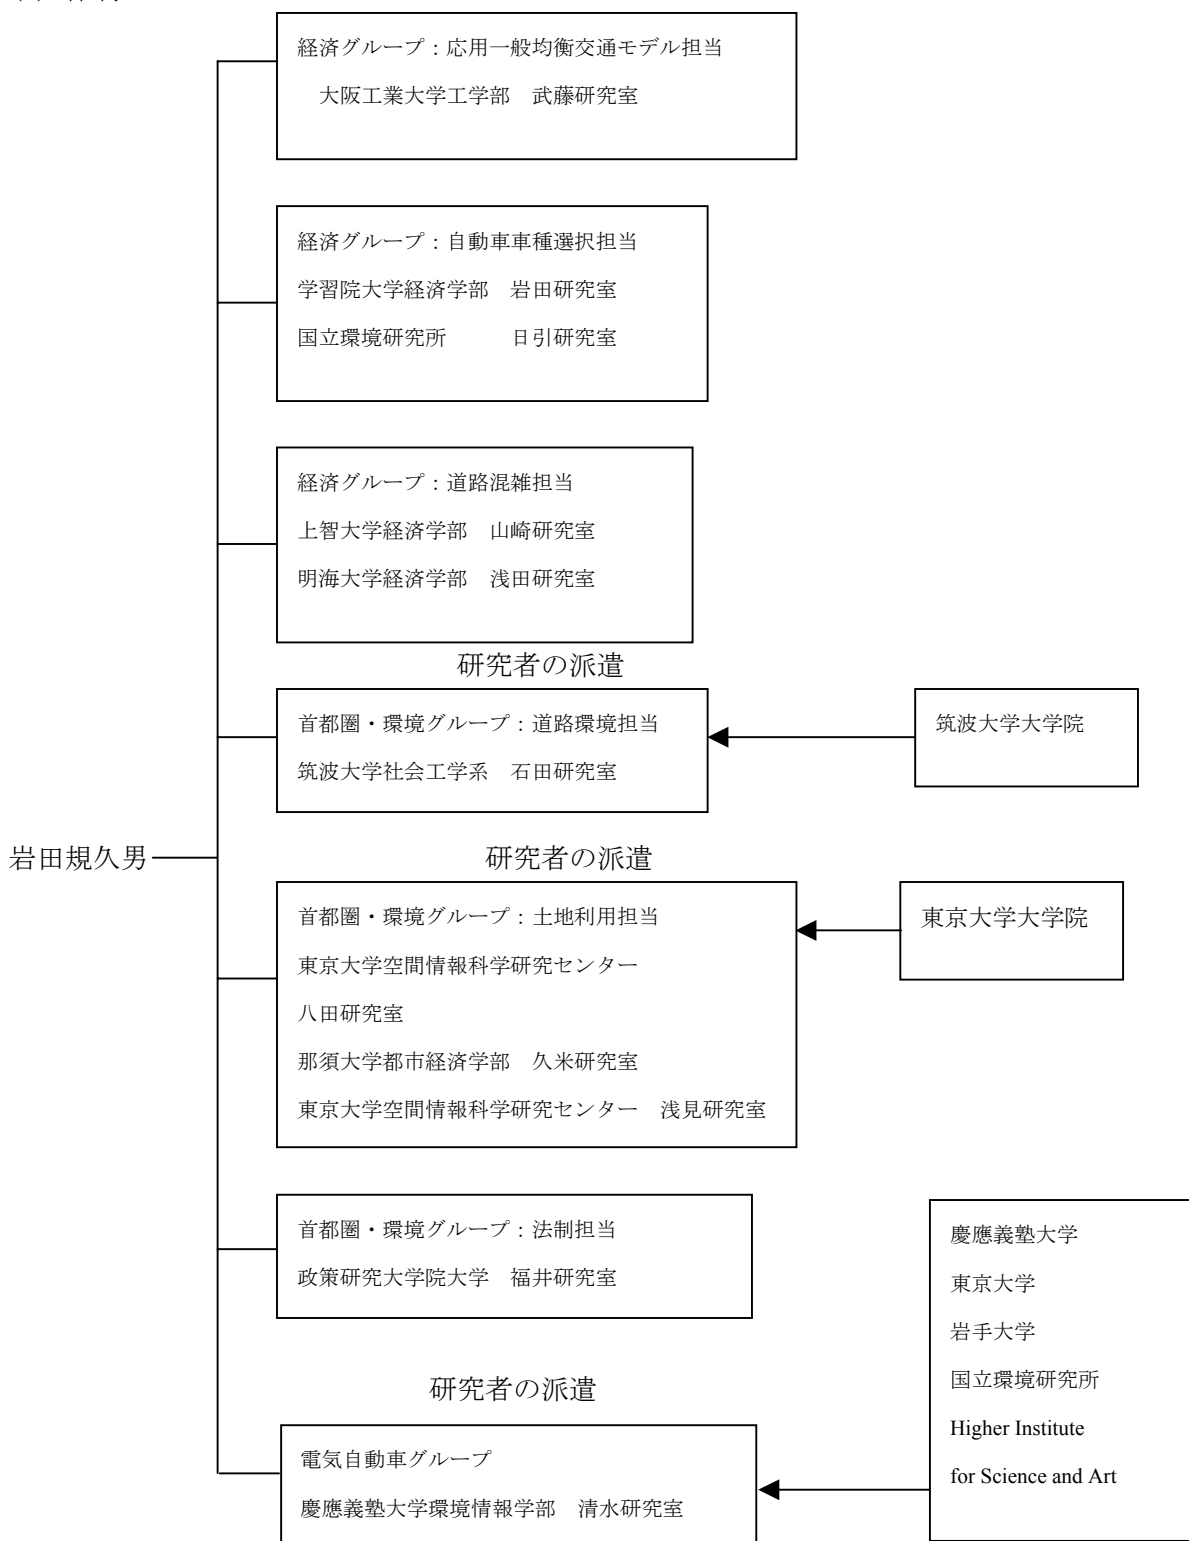 経済グループ：応用一般均衡交通モデル担当
大阪工業大学工学部　武藤研究室
経済グループ：自動車車種選択担当
学習院大学経済学部　岩田研究室
国立環境研究所　　　日引研究室
経済グループ：道路混雑担当
上智大学経済学部　山崎研究室
明海大学経済学部　浅田研究室
研究者の派遣
首都圏・環境グループ：道路環境担当
筑波大学社会工学系　石田研究室
筑波大学大学院
岩田規久男
研究者の派遣
首都圏・環境グループ：土地利用担当
東京大学空間情報科学研究センター
八田研究室
那須大学都市経済学部　久米研究室
東京大学空間情報科学研究センター　浅見研究室
東京大学大学院
首都圏・環境グループ：法制担当
政策研究大学院大学　福井研究室
研究者の派遣
電気自動車グループ
慶應義塾大学環境情報学部　清水研究室
慶應義塾大学
東京大学
岩手大学
国立環境研究所
Higher Institute
for Science and Art